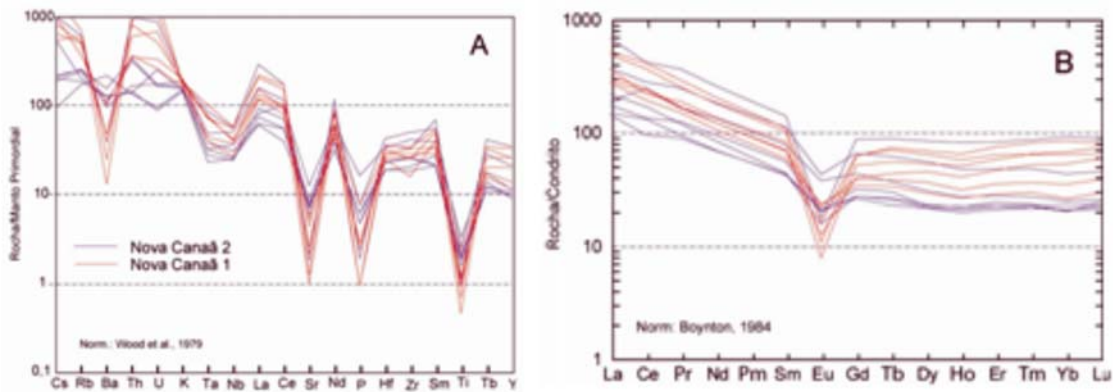 A
Rocha/Manto Primordial
1000
100
10
1
0.1
Nova Canaã 2
Nova Canaã 1
Norm.: Wood et al., 1979
Cs Rb Ba Th U K Ta Nb La Ce Sr Nd P Hf Zr Sm Ti Tb Y
B
Rocha/Condrito
1000
100
10
1
Norm: Boynton, 1984
La Ce Pr Nd Pm Sm Eu Gd Tb Dy Ho Er Tm Yb Lu